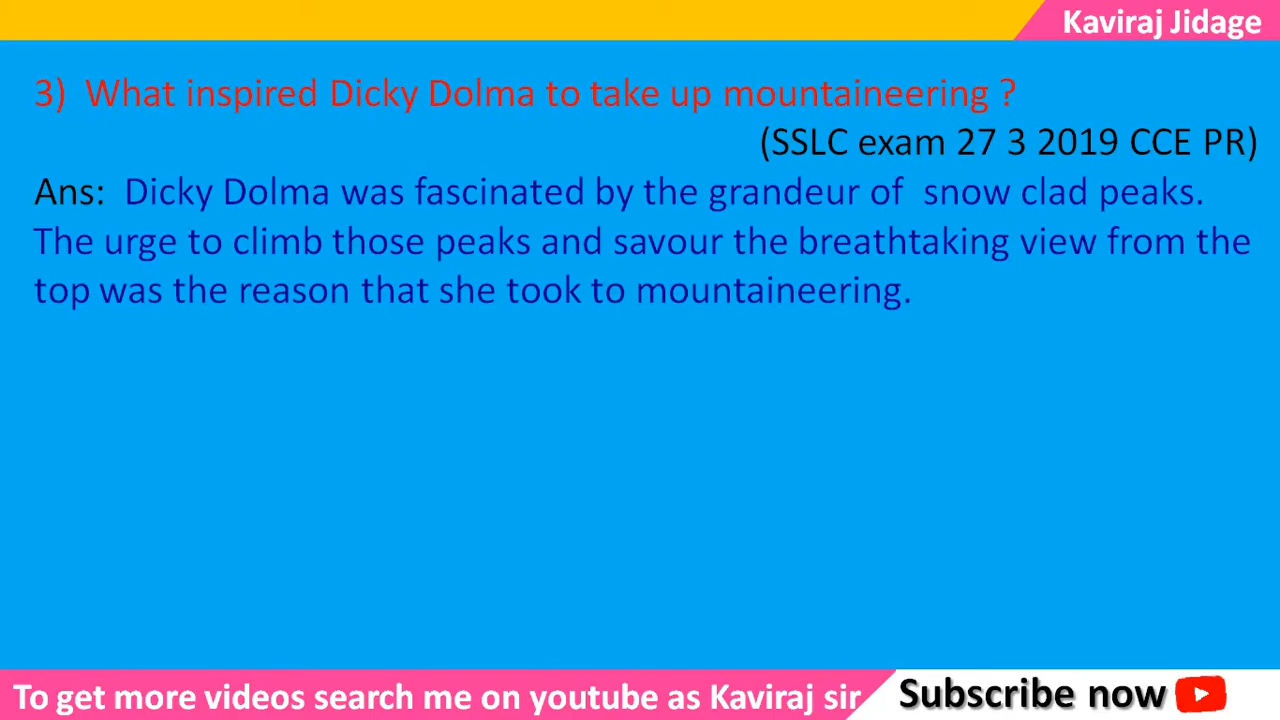 Kaviraj Jidage
3) What inspired Dicky Dolma to take up mountaineering ?
(SSLC exam 27 3 2019 CCE PR)
Ans: Dicky Dolma was fascinated by the grandeur of snow clad peaks.
The urge to climb those peaks and savour the breathtaking view from the
top was the reason that she took to mountaineering.
To get more videos search me on youtube as Kaviraj sir
Subscribe now